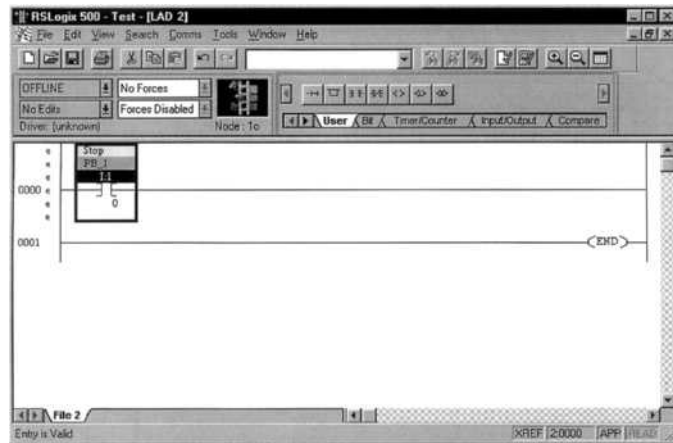 RSLogix 500 - Test - [LAD 2]
File Edit View Search Comms Tools Window Help
OFFLINE No Forces
No Edits Forces Disabled
Driver: (unknown) Node: 1o
User Bit Timer/Counter Input/Output Compare
Stop
PB_1
I:1
0000
0
0001
END
File 2
Entry is Valid
XREF 2:0000 APP READ